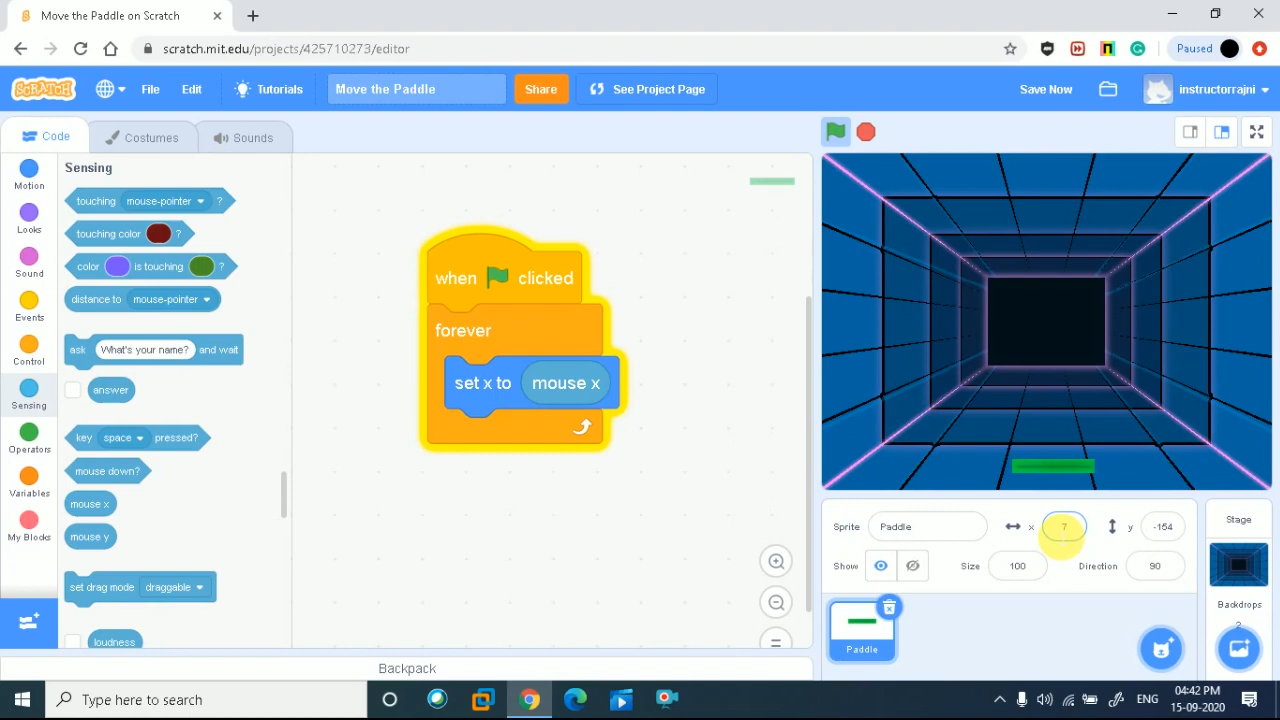 Move the Paddle on Scratch
scratch.mit.edu/projects/425710273/editor
Paused
SCRATCH
File
Edit
Tutorials
Move the Paddle
Share
See Project Page
Save Now
instructorrajni
Code
Costumes
Sounds
Motion
Looks
Sound
Events
Control
Sensing
Operators
Variables
My Blocks
Sensing
touching mouse-pointer ?
touching color ?
color is touching ?
distance to mouse-pointer
ask What's your name? and wait
answer
key space pressed?
mouse down?
mouse x
mouse y
set drag mode draggable
loudness
when clicked
forever
set x to mouse x
Sprite Paddle x 7 y -154
Show Size 100 Direction 90
Paddle
Stage
Backdrops
2
Backpack
Type here to search
ENG
04:42 PM
15-09-2020